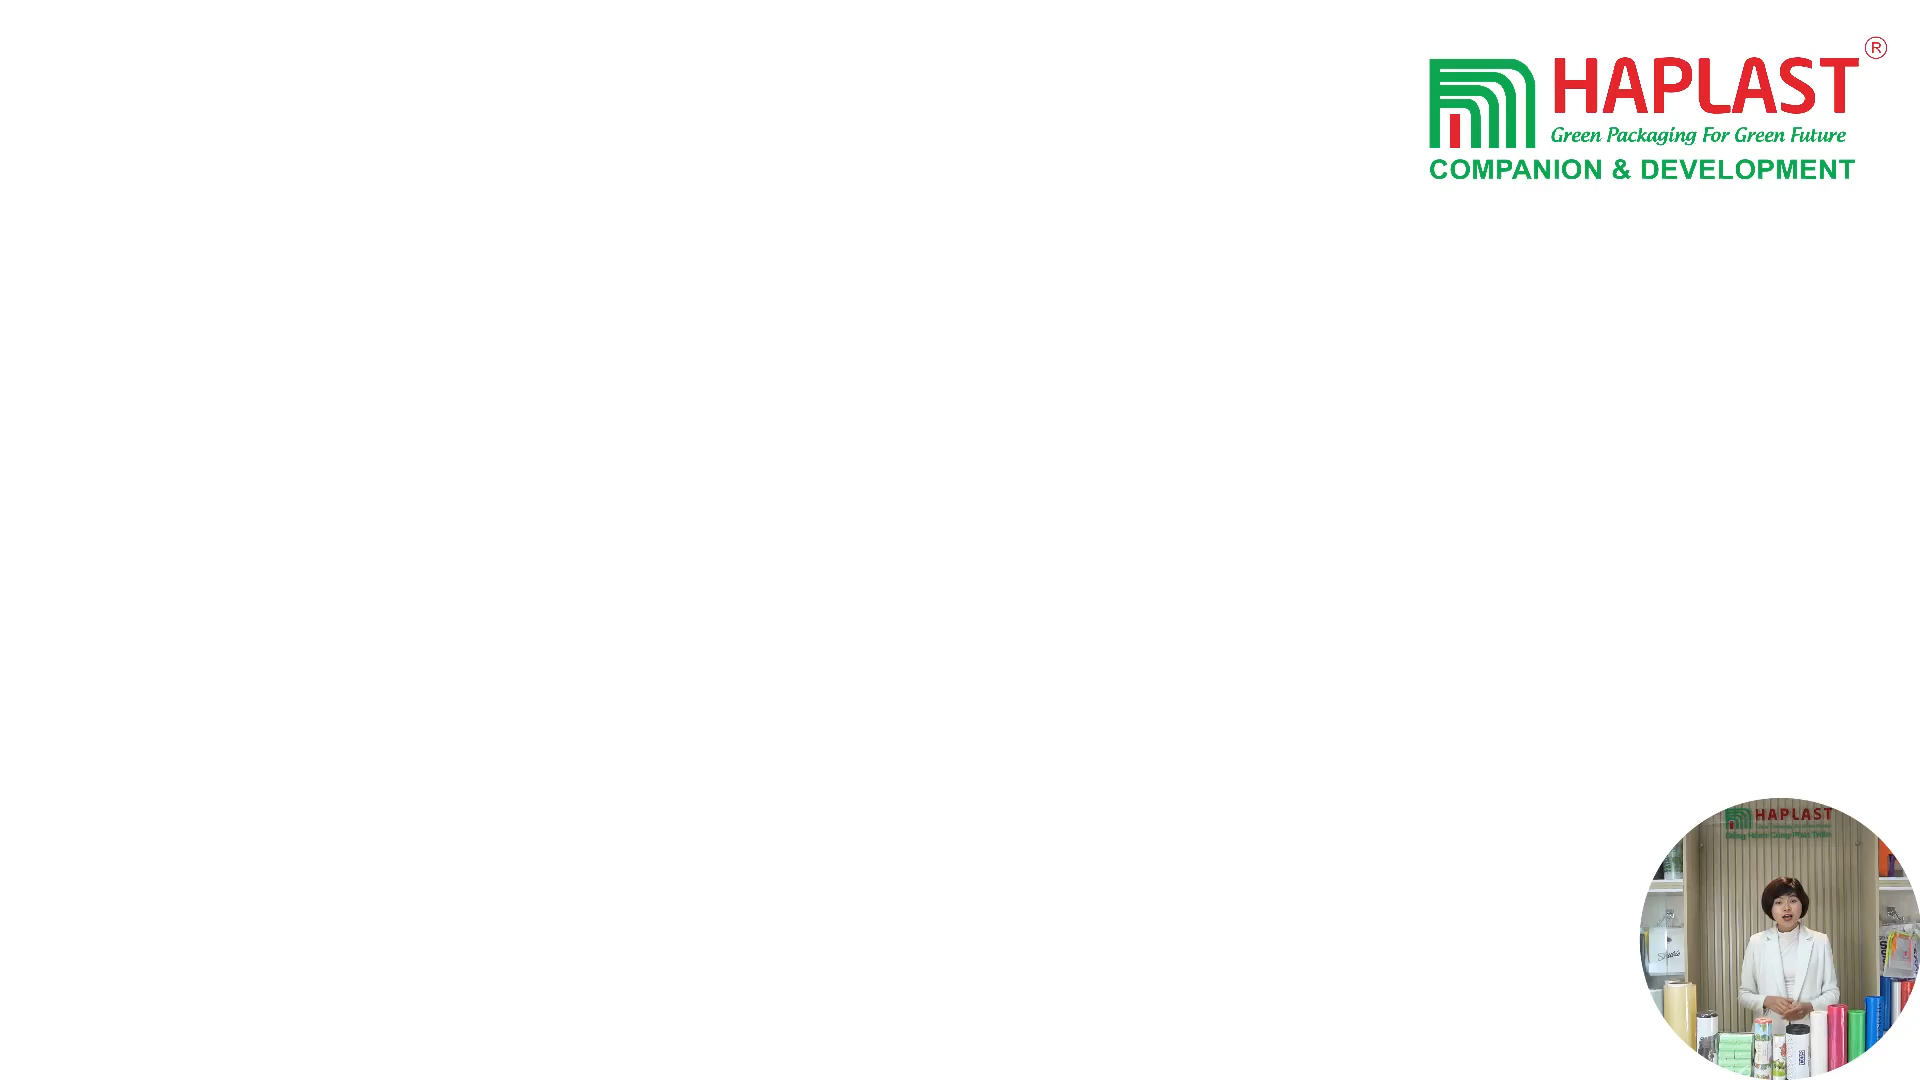 HAPLAST ®
Green Packaging For Green Future
COMPANION & DEVELOPMENT
HAPLAST